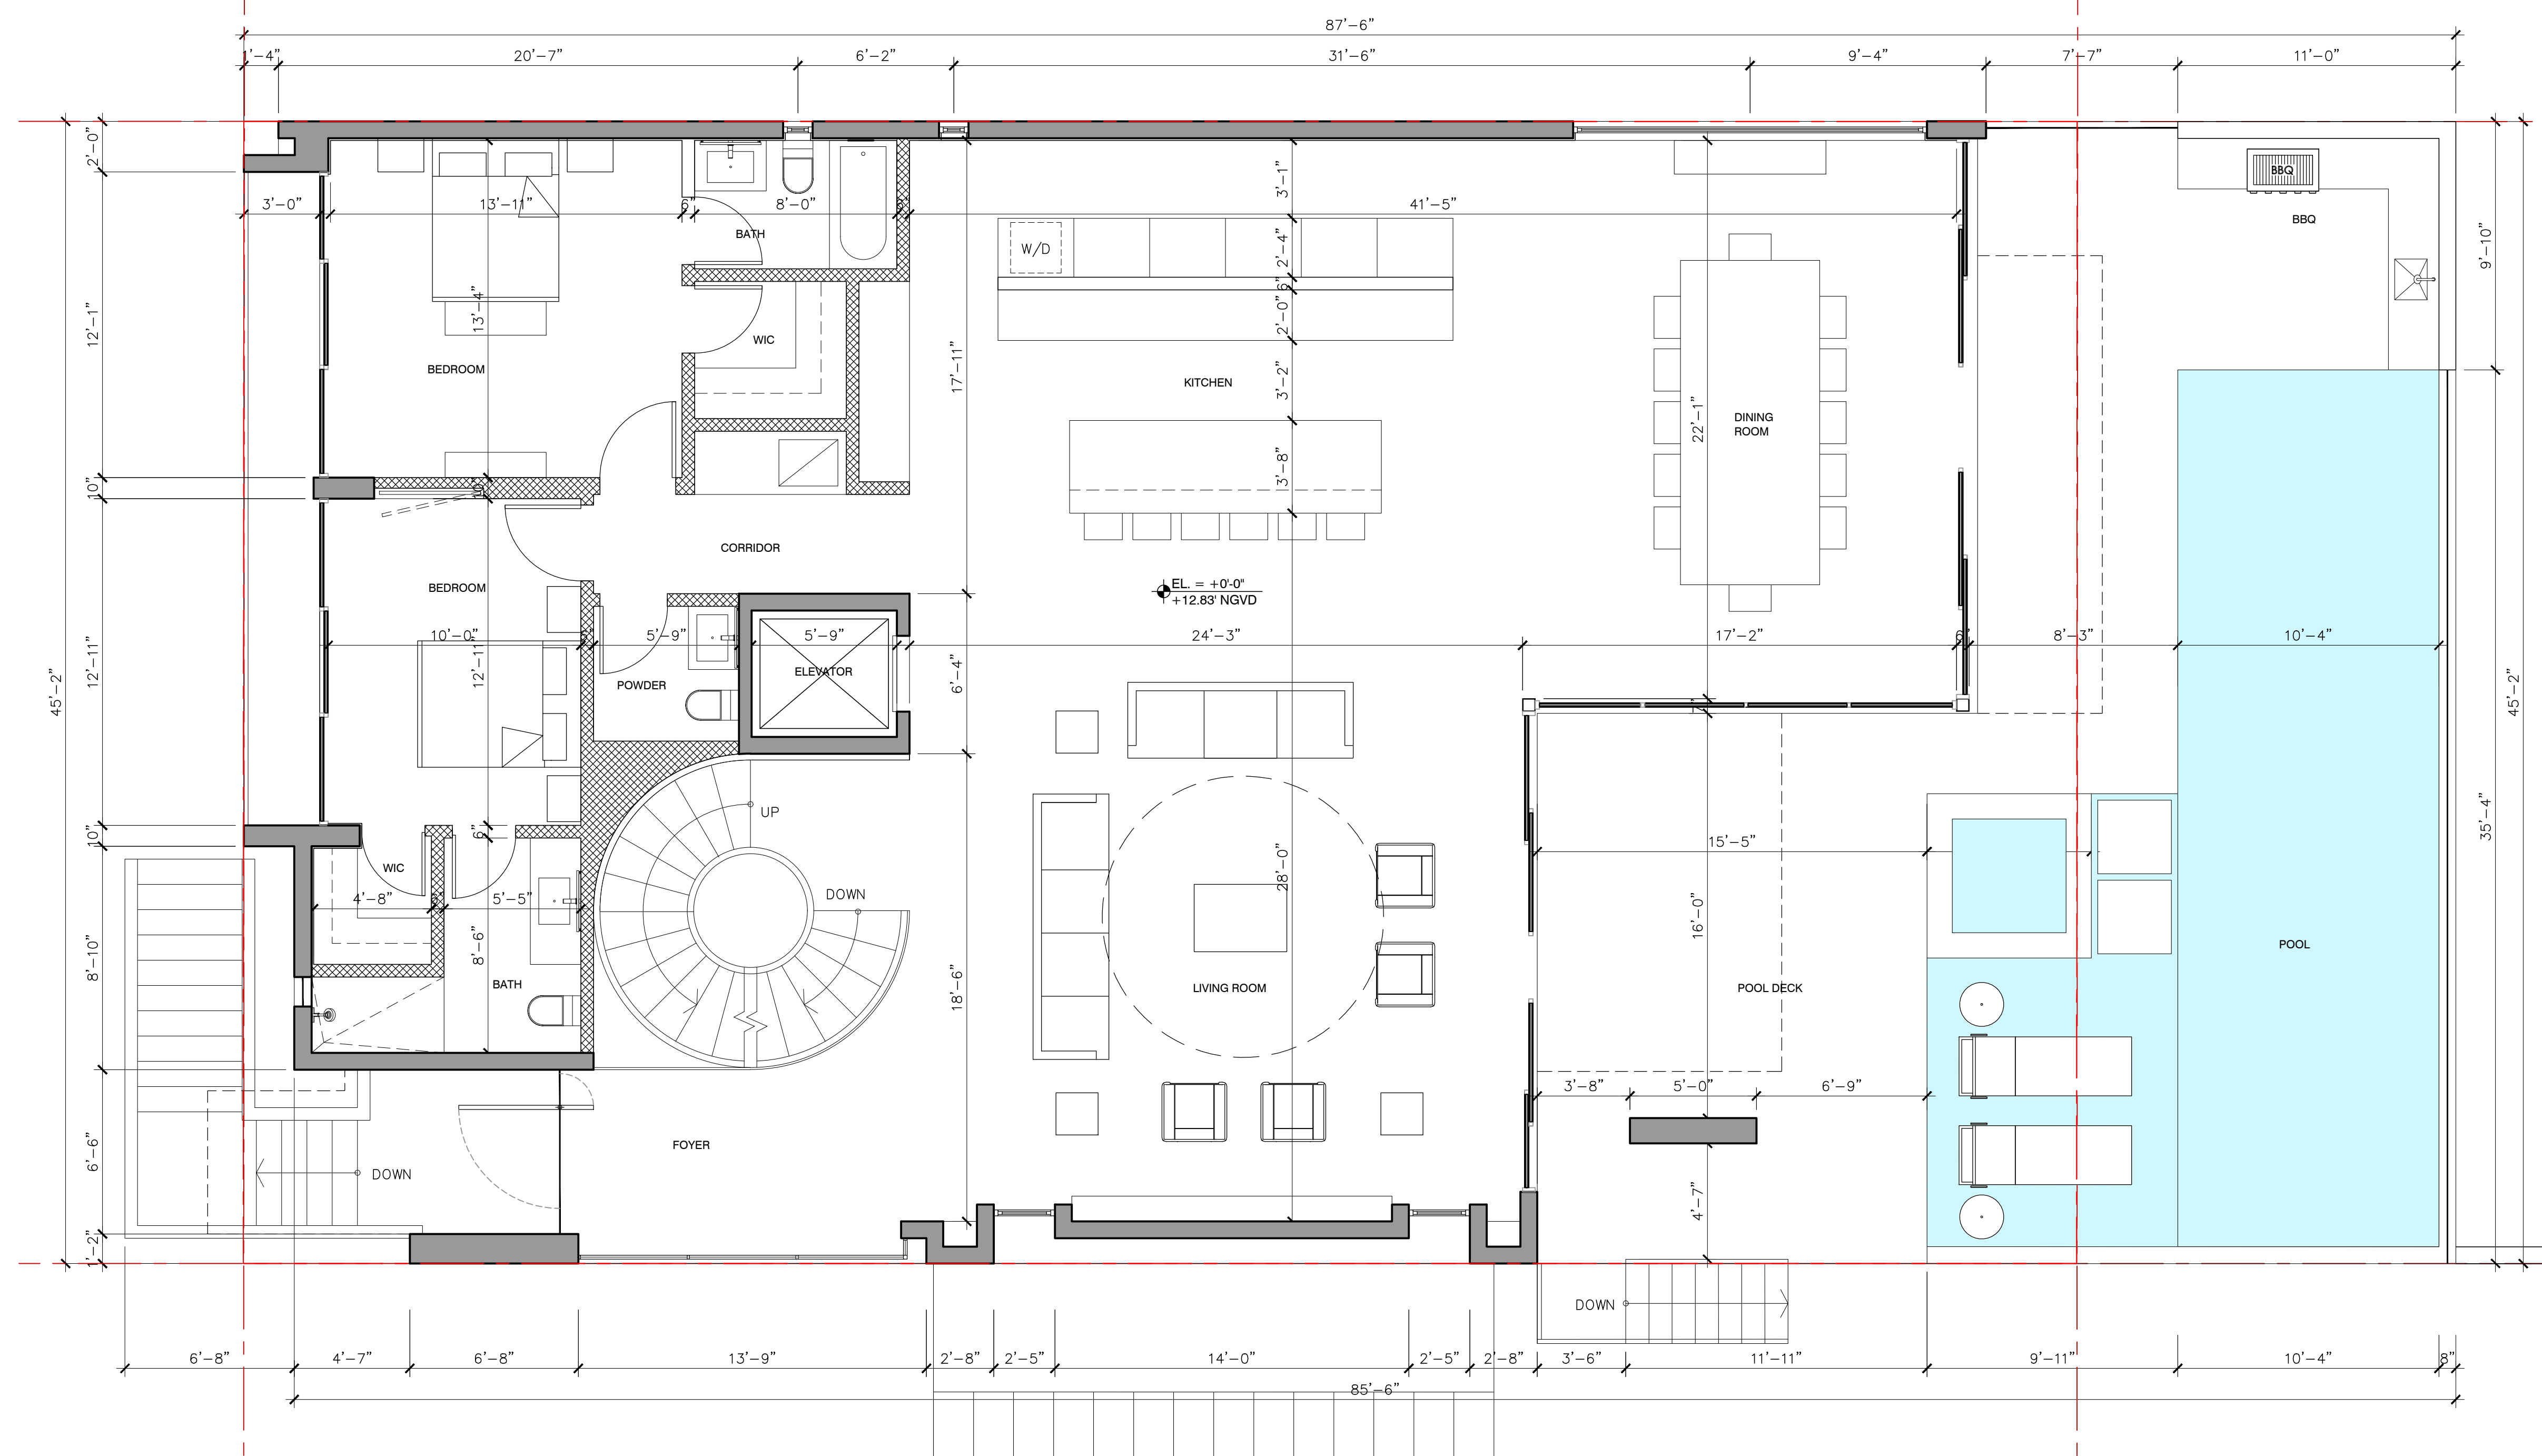 87'-6"
1'-4"
20'-7"
6'-2"
31'-6"
9'-4"
7'-7"
11'-0"
2'-0"
3'-1"
BBQ
3'-0"
13'-11"
6"
8'-0"
41'-5"
BBQ
BATH
W/D
2'-4"
9'-10"
6"
13'-4"
2'-0"
12'-1"
WIC
17'-11"
BEDROOM
KITCHEN
3'-2"
22'-1"
DINING
ROOM
3'-8"
10"
10"
CORRIDOR
BEDROOM
EL. = +0'-0"
+12.83' NGVD
10'-0"
5'-9"
5'-9"
24'-3"
17'-2"
8'-3"
10'-4"
45'-2"
12'-11"
12'-11"
POWDER
ELEVATOR
6'-4"
45'-2"
UP
10"
6"
35'-4"
15'-5"
WIC
28'-0"
4'-8"
5'-5"
DOWN
16'-0"
8'-10"
8'-6"
POOL
BATH
18'-6"
LIVING ROOM
POOL DECK
3'-8"
5'-0"
6'-9"
6'-6"
FOYER
DOWN
4'-7"
1'-2"
DOWN
6'-8"
4'-7"
6'-8"
13'-9"
2'-8"
2'-5"
14'-0"
2'-5"
2'-8"
3'-6"
11'-11"
9'-11"
10'-4"
8"
85'-6"